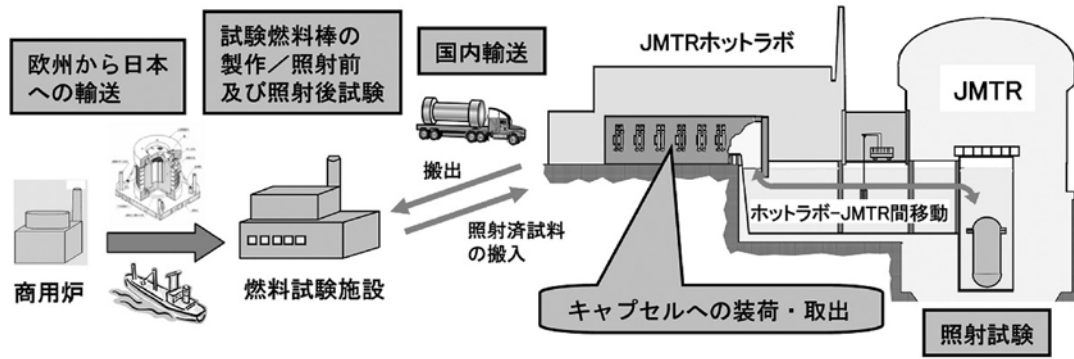 欧州から日本
への輸送
商用炉
試験燃料棒の
製作／照射前
及び照射後試験
燃料試験施設
国内輸送
搬出
照射済試料
の搬入
JMTRホットラボ
JMTR
ホットラボ-JMTR間移動
キャプセルへの装荷・取出
照射試験